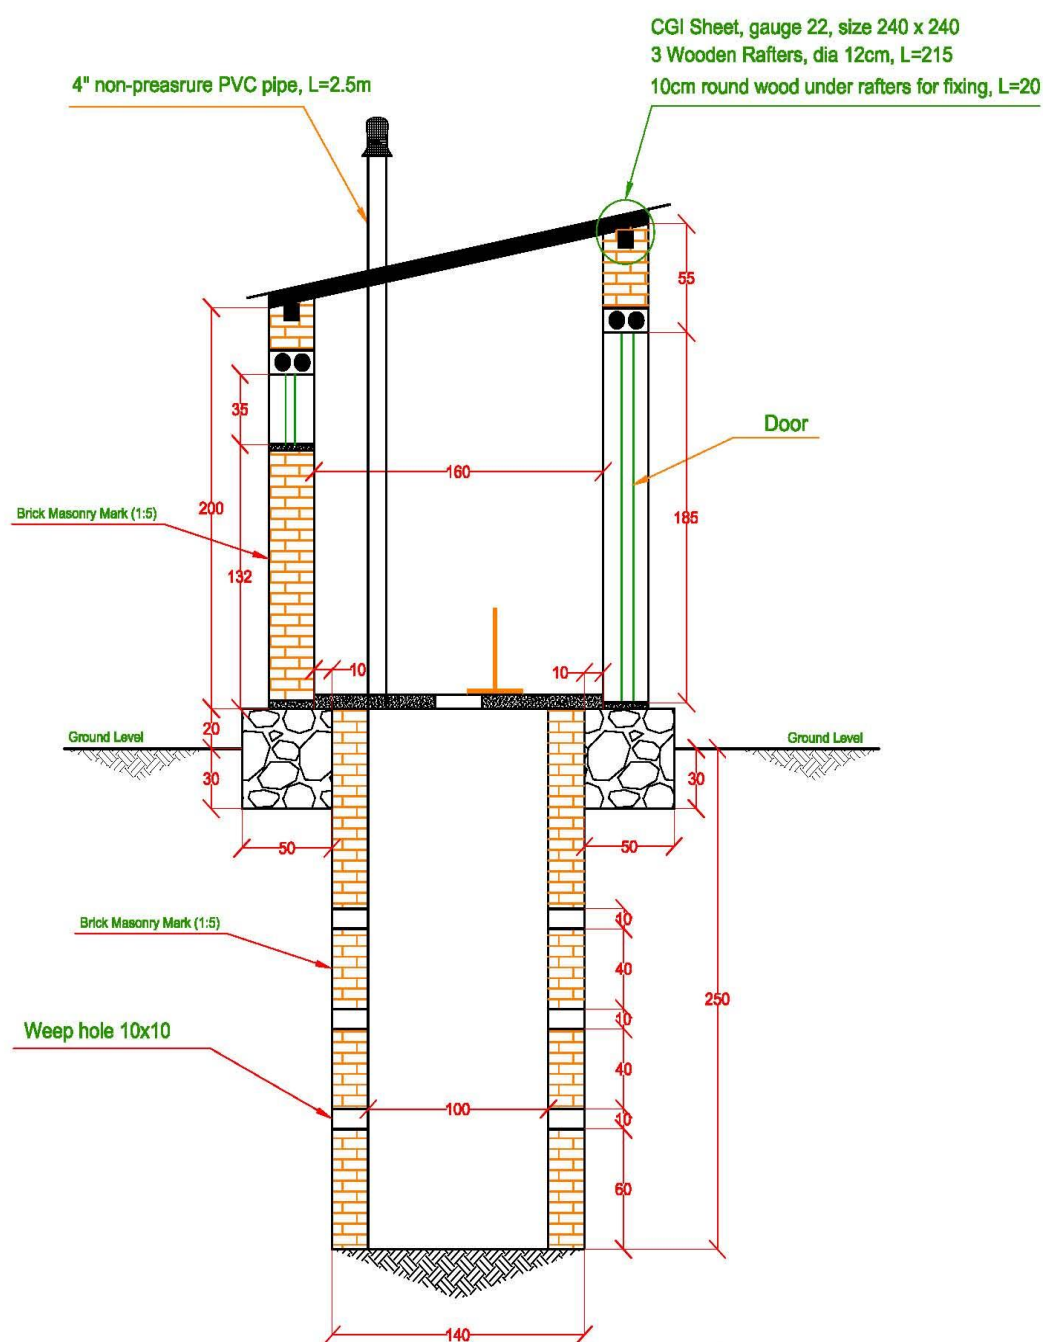 CGI Sheet, gauge 22, size 240 x 240
3 Wooden Rafters, dia 12cm, L=215
10cm round wood under rafters for fixing, L=20
4" non-preasrure PVC pipe, L=2.5m
55
35
Door
160
200
185
Brick Masonry Mark (1:5)
132
10
10
20
Ground Level
Ground Level
30
30
50
50
10
Brick Masonry Mark (1:5)
40
250
10
Weep hole 10x10
40
100
10
60
140